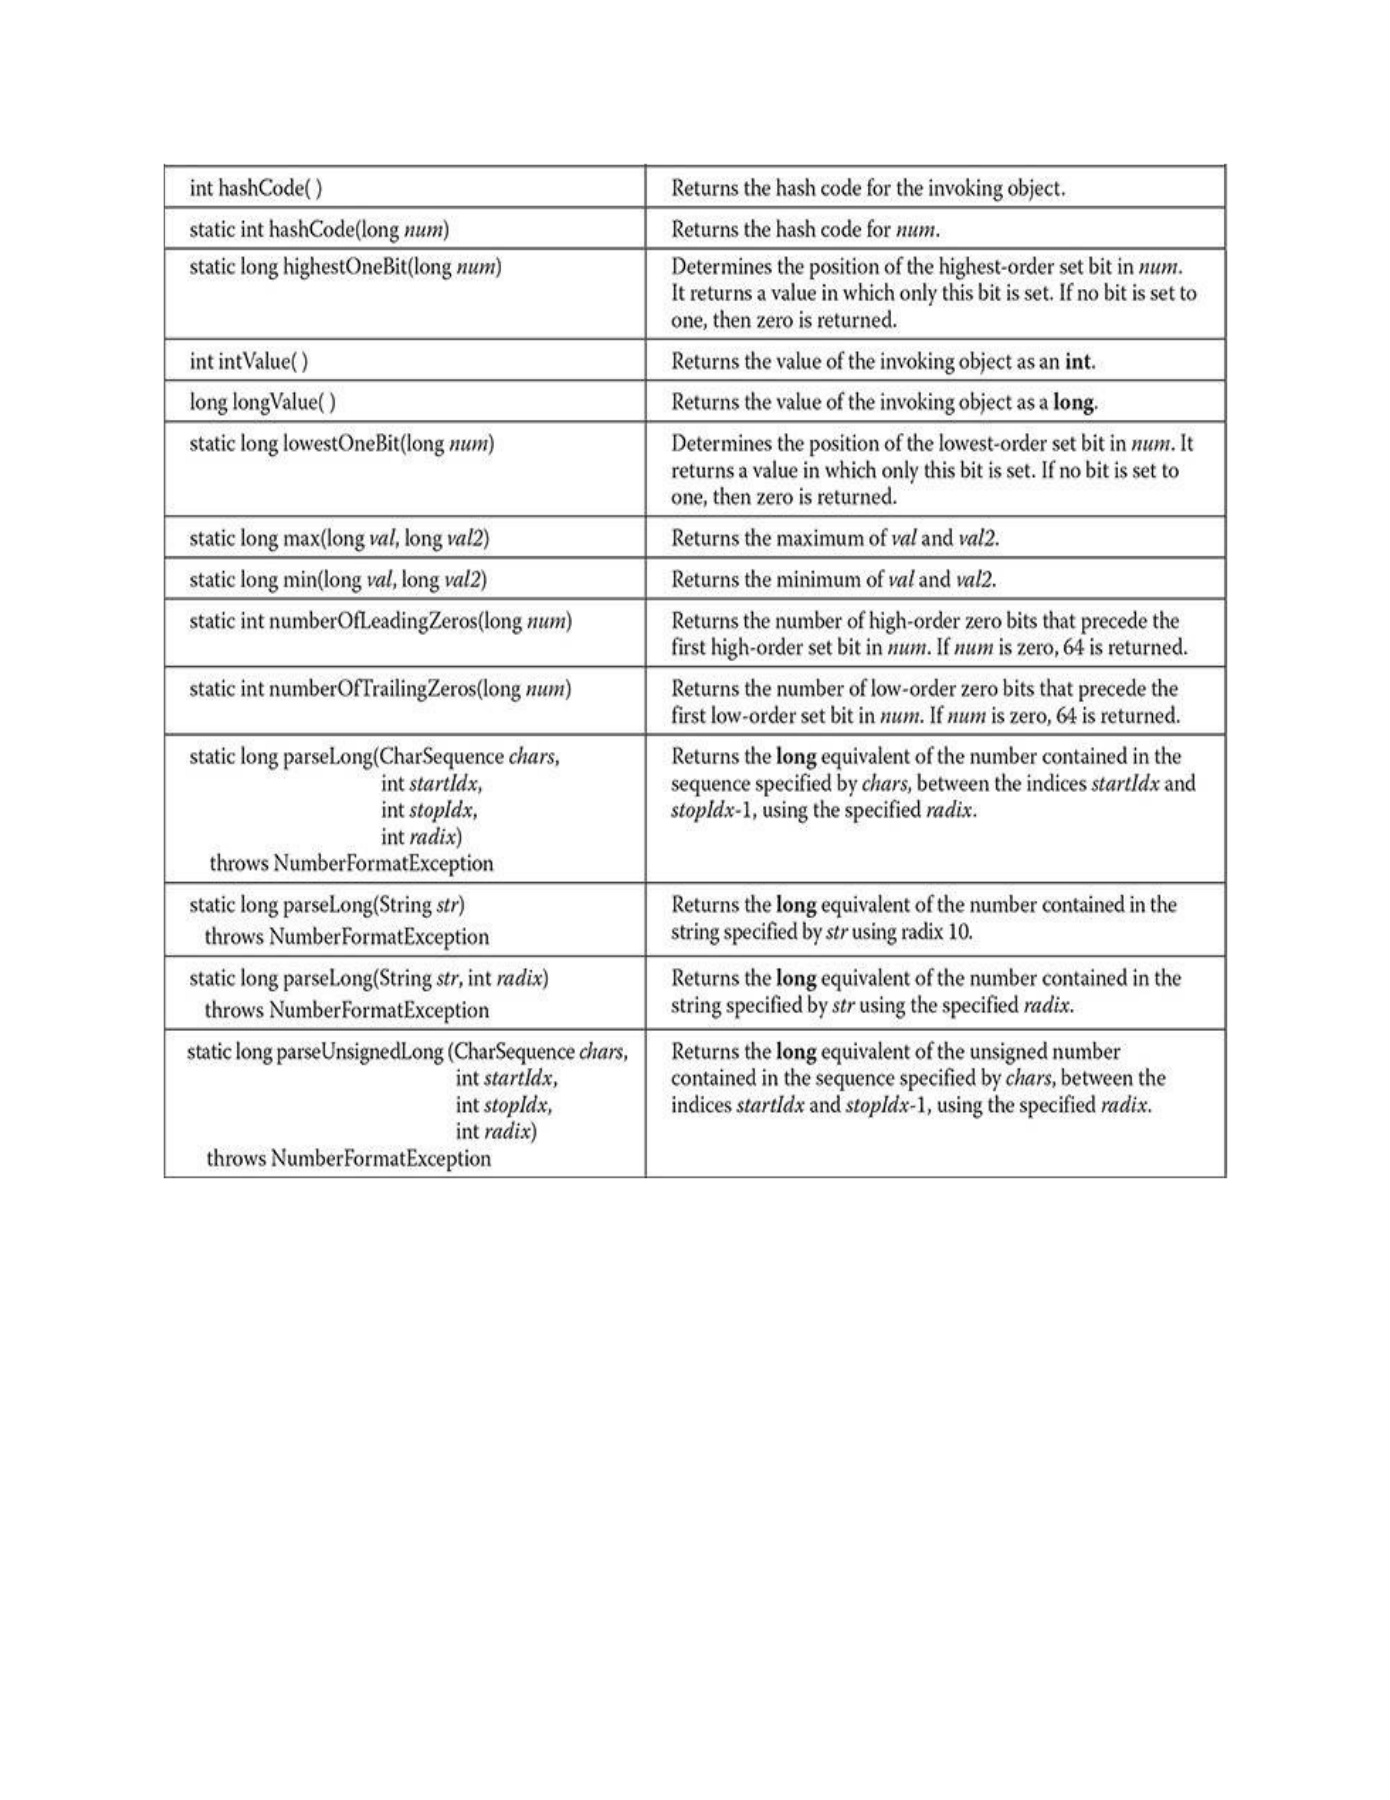 int hashCode( )
Returns the hash code for the invoking object.
static int hashCode(long num)
Returns the hash code for num.
static long highestOneBit(long num)
Determines the position of the highest-order set bit in num.
It returns a value in which only this bit is set. If no bit is set to
one, then zero is returned.
int intValue( )
Returns the value of the invoking object as an int.
long longValue( )
Returns the value of the invoking object as a long.
static long lowestOneBit(long num)
Determines the position of the lowest-order set bit in num. It
returns a value in which only this bit is set. If no bit is set to
one, then zero is returned.
static long max(long val, long val2)
Returns the maximum of val and val2.
static long min(long val, long val2)
Returns the minimum of val and val2.
static int numberOfLeadingZeros(long num)
Returns the number of high-order zero bits that precede the
first high-order set bit in num. If num is zero, 64 is returned.
static int numberOfTrailingZeros(long num)
Returns the number of low-order zero bits that precede the
first low-order set bit in num. If num is zero, 64 is returned.
static long parseLong(CharSequence chars,
int startIdx,
int stopIdx,
int radix)
throws NumberFormatException
Returns the long equivalent of the number contained in the
sequence specified by chars, between the indices startIdx and
stopIdx-1, using the specified radix.
static long parseLong(String str)
throws NumberFormatException
Returns the long equivalent of the number contained in the
string specified by str using radix 10.
static long parseLong(String str, int radix)
throws NumberFormatException
Returns the long equivalent of the number contained in the
string specified by str using the specified radix.
static long parseUnsignedLong (CharSequence chars,
int startIdx,
int stopIdx,
int radix)
throws NumberFormatException
Returns the long equivalent of the unsigned number
contained in the sequence specified by chars, between the
indices startIdx and stopIdx-1, using the specified radix.